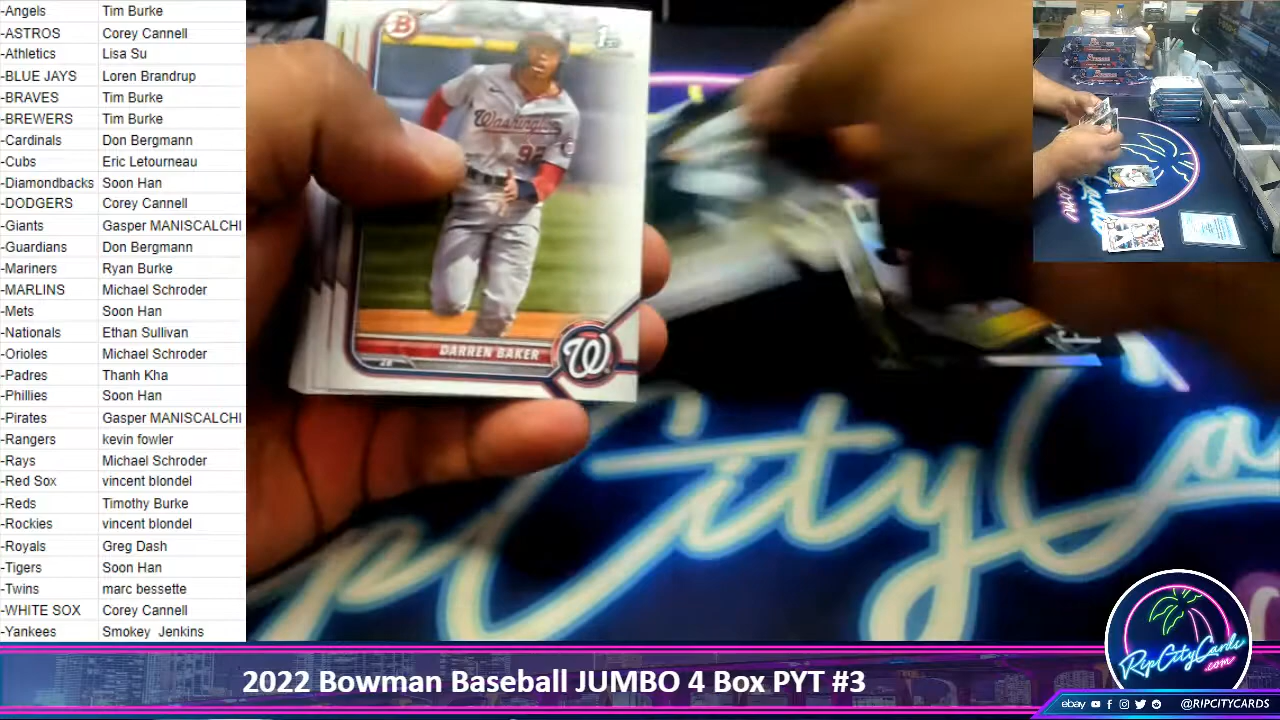 -Angels Tim Burke
-ASTROS Corey Cannell
-Athletics Lisa Su
-BLUE JAYS Loren Brandrup
-BRAVES Tim Burke
-BREWERS Tim Burke
-Cardinals Don Bergmann
-Cubs Eric Letourneau
-Diamondbacks Soon Han
-DODGERS Corey Cannell
-Giants Gasper MANISCALCHI
-Guardians Don Bergmann
-Mariners Ryan Burke
-MARLINS Michael Schroder
-Mets Soon Han
-Nationals Ethan Sullivan
-Orioles Michael Schroder
-Padres Thanh Kha
-Phillies Soon Han
-Pirates Gasper MANISCALCHI
-Rangers kevin fowler
-Rays Michael Schroder
-Red Sox vincent blondel
-Reds Timothy Burke
-Rockies vincent blondel
-Royals Greg Dash
-Tigers Soon Han
-Twins marc bessette
-WHITE SOX Corey Cannell
-Yankees Smokey Jenkins
B
1st
Washington
DARREN BAKER
W
City Ca
RipCityCards
.com
2022 Bowman Baseball JUMBO 4 Box PYT #3
ebay @RIPCITYCARDS